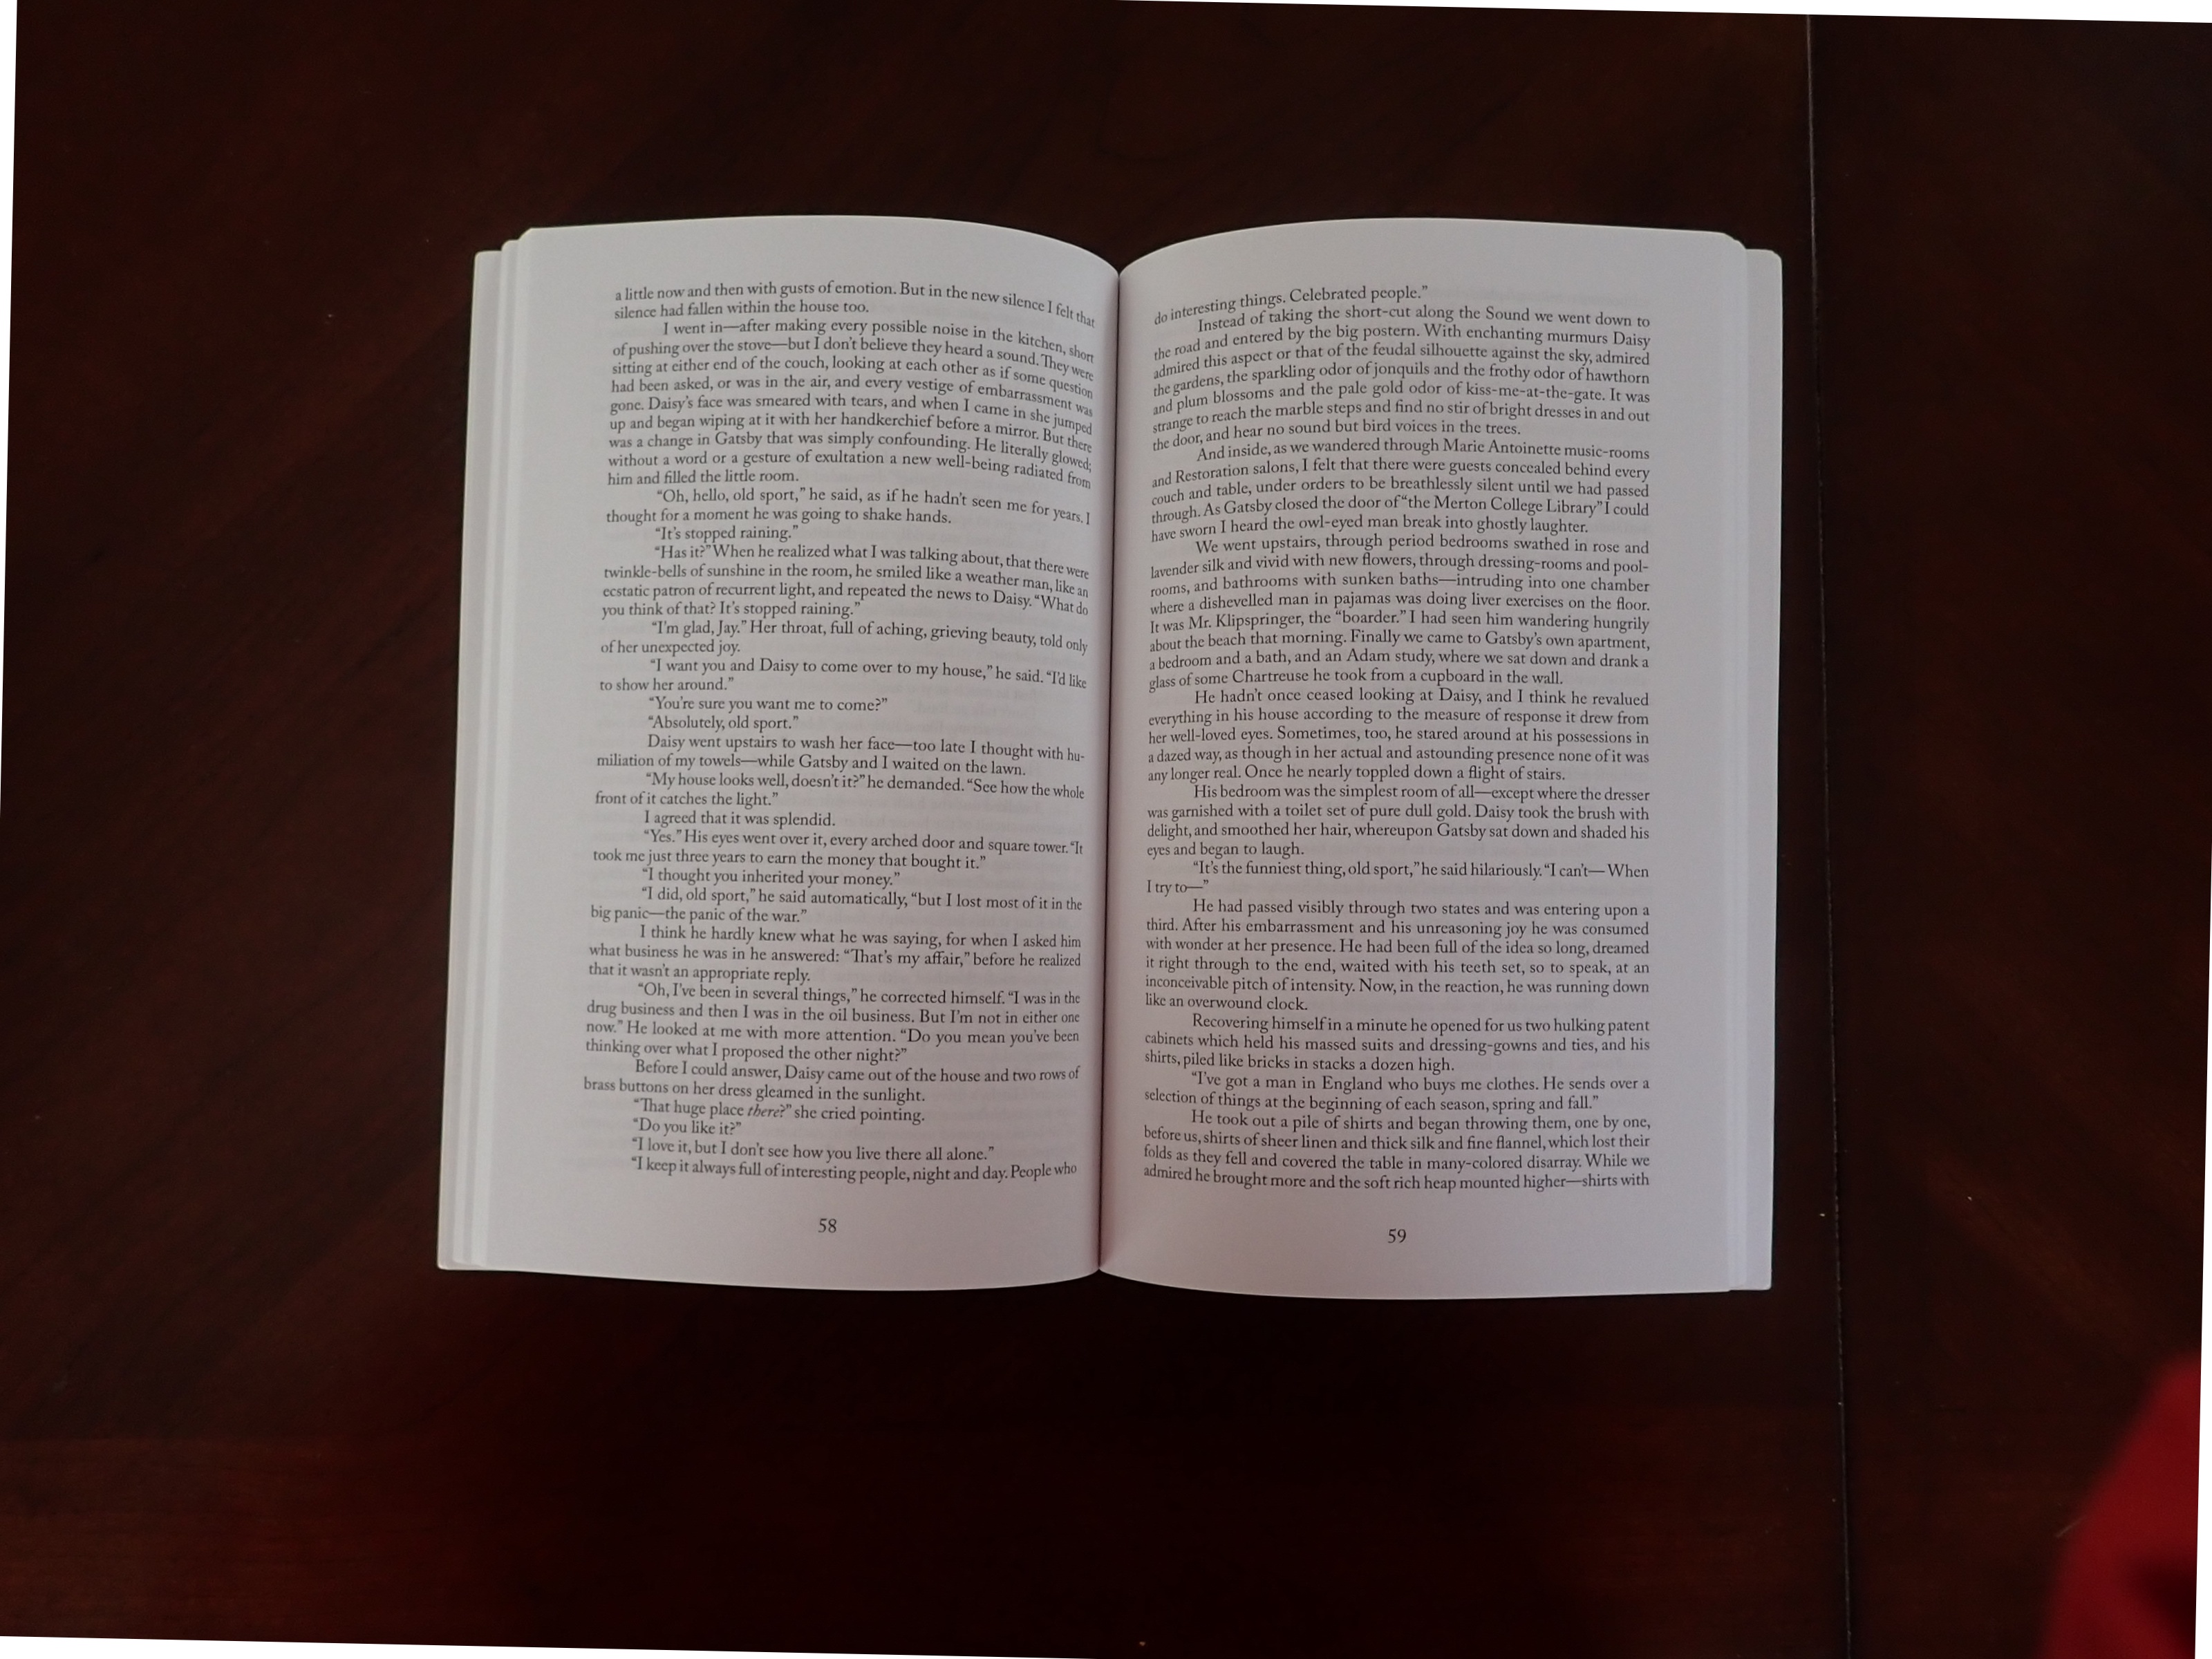 a little now and then with gusts of emotion. But in the new silence I felt that
silence had fallen within the house too.
I went in—after making every possible noise in the kitchen, short
of pushing over the stove—but I don't believe they heard a sound. They were
sitting at either end of the couch, looking at each other as if some question
had been asked, or was in the air, and every vestige of embarrassment was
gone. Daisy's face was smeared with tears, and when I came in she jumped
up and began wiping at it with her handkerchief before a mirror. But there
was a change in Gatsby that was simply confounding. He literally glowed;
without a word or a gesture of exultation a new well-being radiated from
him and filled the little room.
“Oh, hello, old sport,” he said, as if he hadn't seen me for years. I
thought for a moment he was going to shake hands.
“It's stopped raining.”
“Has it?” When he realized what I was talking about, that there were
twinkle-bells of sunshine in the room, he smiled like a weather man, like an
ecstatic patron of recurrent light, and repeated the news to Daisy. “What do
you think of that? It's stopped raining.”
“I'm glad, Jay.” Her throat, full of aching, grieving beauty, told only
of her unexpected joy.
“I want you and Daisy to come over to my house,” he said. “I'd like
to show her around.”
“You're sure you want me to come?”
“Absolutely, old sport.”
Daisy went upstairs to wash her face—too late I thought with hu-
miliation of my towels—while Gatsby and I waited on the lawn.
“My house looks well, doesn't it?” he demanded. “See how the whole
front of it catches the light.”
I agreed that it was splendid.
“Yes.” His eyes went over it, every arched door and square tower. “It
took me just three years to earn the money that bought it.”
“I thought you inherited your money.”
“I did, old sport,” he said automatically, “but I lost most of it in the
big panic—the panic of the war.”
I think he hardly knew what he was saying, for when I asked him
what business he was in he answered: “That's my affair,” before he realized
that it wasn't an appropriate reply.
“Oh, I've been in several things,” he corrected himself. “I was in the
drug business and then I was in the oil business. But I'm not in either one
now.” He looked at me with more attention. “Do you mean you've been
thinking over what I proposed the other night?”
Before I could answer, Daisy came out of the house and two rows of
brass buttons on her dress gleamed in the sunlight.
“That huge place there?” she cried pointing.
“Do you like it?”
“I love it, but I don't see how you live there all alone.”
“I keep it always full of interesting people, night and day. People who
58
do interesting things. Celebrated people.”
Instead of taking the short-cut along the Sound we went down to
the road and entered by the big postern. With enchanting murmurs Daisy
admired this aspect or that of the feudal silhouette against the sky, admired
the gardens, the sparkling odor of jonquils and the frothy odor of hawthorn
and plum blossoms and the pale gold odor of kiss-me-at-the-gate. It was
strange to reach the marble steps and find no stir of bright dresses in and out
the door, and hear no sound but bird voices in the trees.
And inside, as we wandered through Marie Antoinette music-rooms
and Restoration salons, I felt that there were guests concealed behind every
couch and table, under orders to be breathlessly silent until we had passed
through. As Gatsby closed the door of “the Merton College Library” I could
have sworn I heard the owl-eyed man break into ghostly laughter.
We went upstairs, through period bedrooms swathed in rose and
lavender silk and vivid with new flowers, through dressing-rooms and pool-
rooms, and bathrooms with sunken baths—intruding into one chamber
where a dishevelled man in pajamas was doing liver exercises on the floor.
It was Mr. Klipspringer, the “boarder.” I had seen him wandering hungrily
about the beach that morning. Finally we came to Gatsby's own apartment,
a bedroom and a bath, and an Adam study, where we sat down and drank a
glass of some Chartreuse he took from a cupboard in the wall.
He hadn't once ceased looking at Daisy, and I think he revalued
everything in his house according to the measure of response it drew from
her well-loved eyes. Sometimes, too, he stared around at his possessions in
a dazed way, as though in her actual and astounding presence none of it was
any longer real. Once he nearly toppled down a flight of stairs.
His bedroom was the simplest room of all—except where the dresser
was garnished with a toilet set of pure dull gold. Daisy took the brush with
delight, and smoothed her hair, whereupon Gatsby sat down and shaded his
eyes and began to laugh.
“It's the funniest thing, old sport,” he said hilariously. “I can't— When
I try to—”
He had passed visibly through two states and was entering upon a
third. After his embarrassment and his unreasoning joy he was consumed
with wonder at her presence. He had been full of the idea so long, dreamed
it right through to the end, waited with his teeth set, so to speak, at an
inconceivable pitch of intensity. Now, in the reaction, he was running down
like an overwound clock.
Recovering himself in a minute he opened for us two hulking patent
cabinets which held his massed suits and dressing-gowns and ties, and his
shirts, piled like bricks in stacks a dozen high.
“I've got a man in England who buys me clothes. He sends over a
selection of things at the beginning of each season, spring and fall.”
He took out a pile of shirts and began throwing them, one by one,
before us, shirts of sheer linen and thick silk and fine flannel, which lost their
folds as they fell and covered the table in many-colored disarray. While we
admired he brought more and the soft rich heap mounted higher—shirts with
59